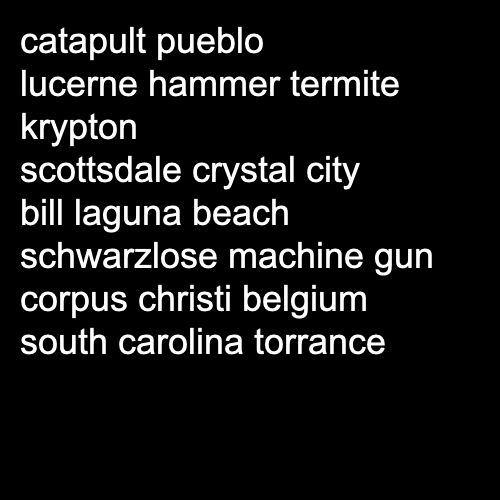 catapult pueblo
lucerne hammer termite
krypton
scottsdale crystal city
bill laguna beach
schwarzlose machine gun
corpus christi belgium
south carolina torrance